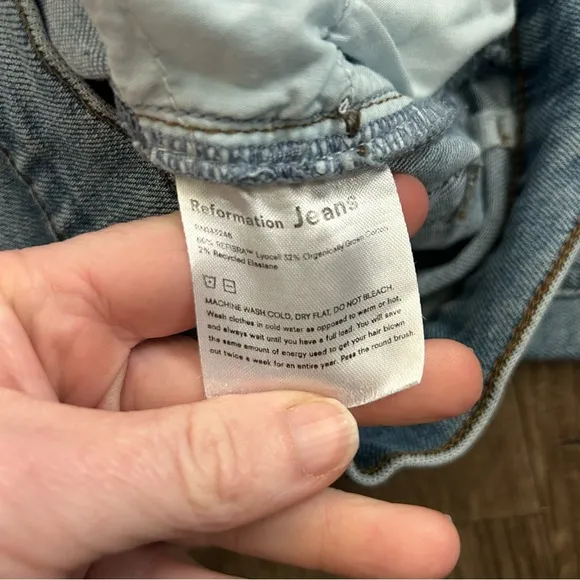 Reformation Jeans
66% REFIBRA™ Lyocell 32% Organically Grown Cotton
2% Recycled Elastane
MACHINE WASH COLD, DRY FLAT, DO NOT BLEACH.
Wash clothes in cold water as opposed to warm or hot,
and always wait until you have a full load. You will save
the same amount of energy used to get your hair blown
out twice a week for an entire year. Pass the round brush.